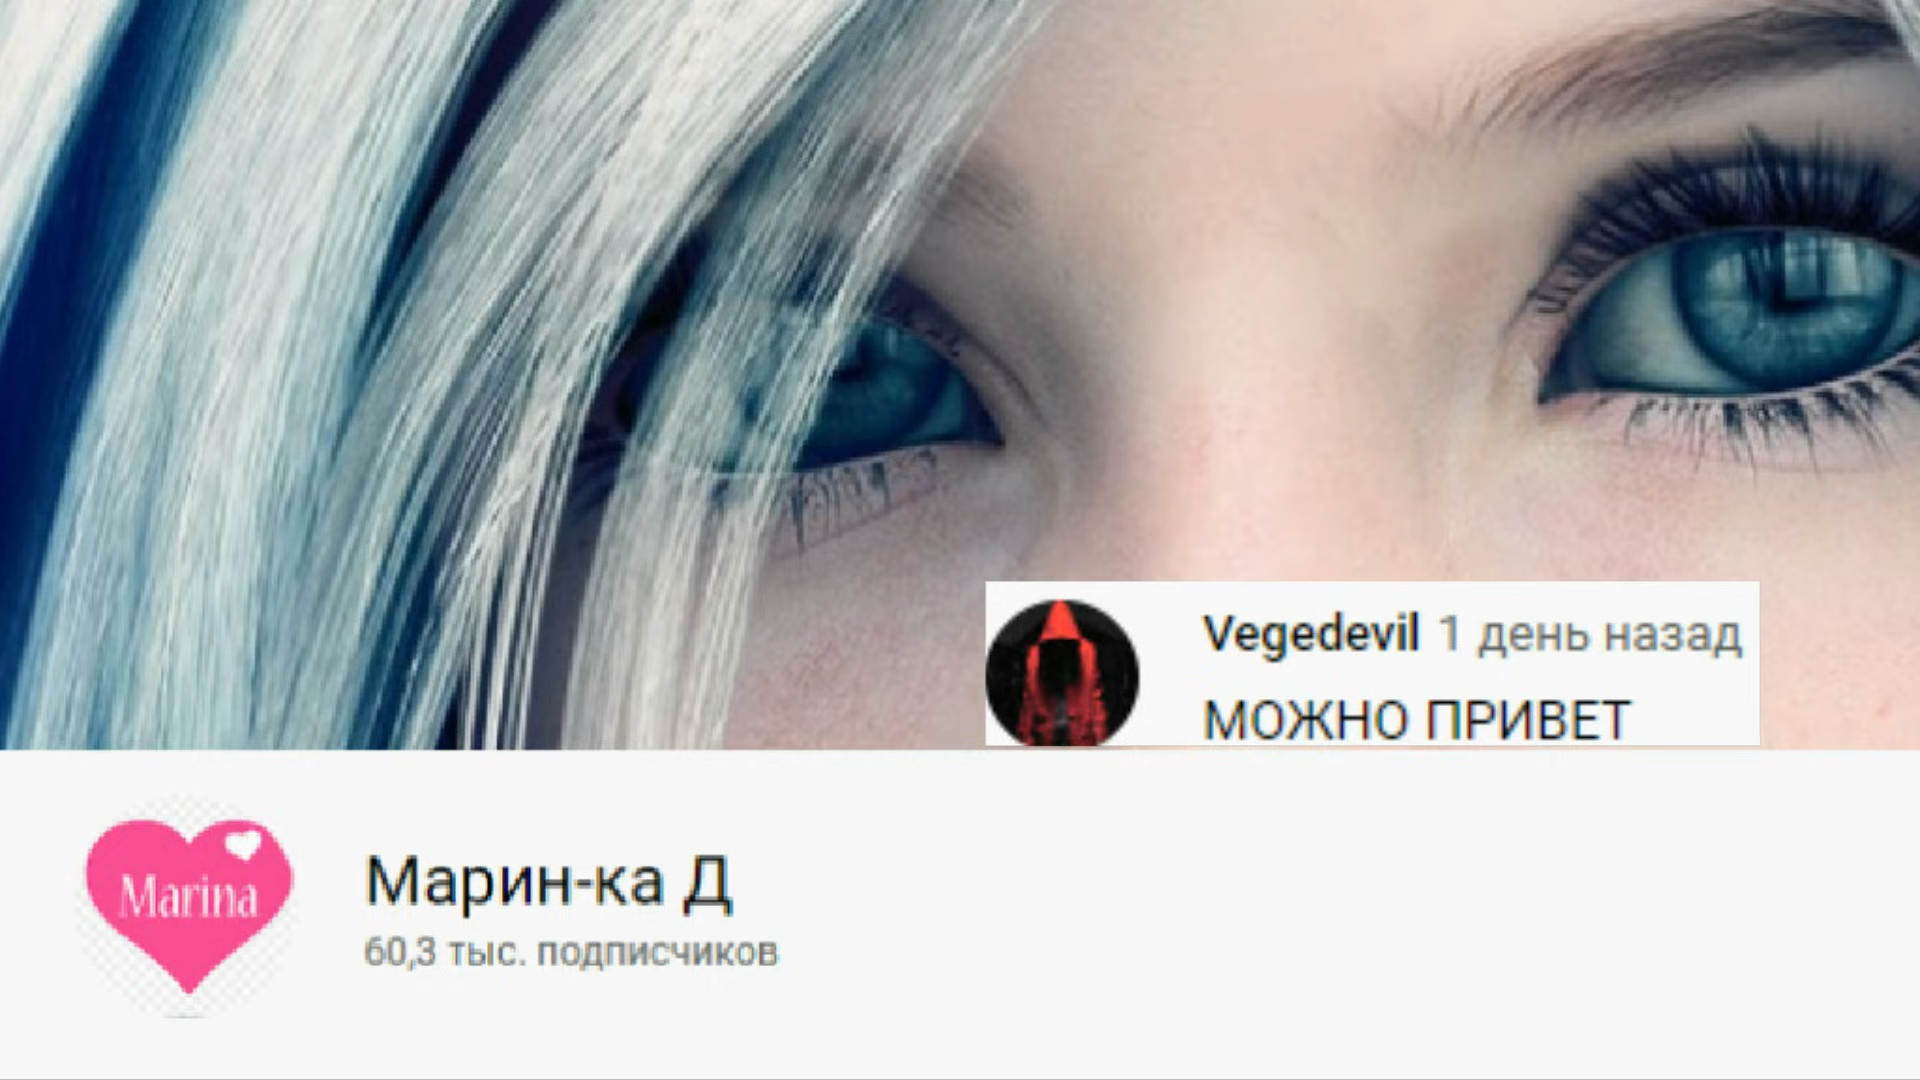 Vegedevil 1 день назад
МОЖНО ПРИВЕТ
Marina
Марин-ка Д
60,3 тыс. подписчиков